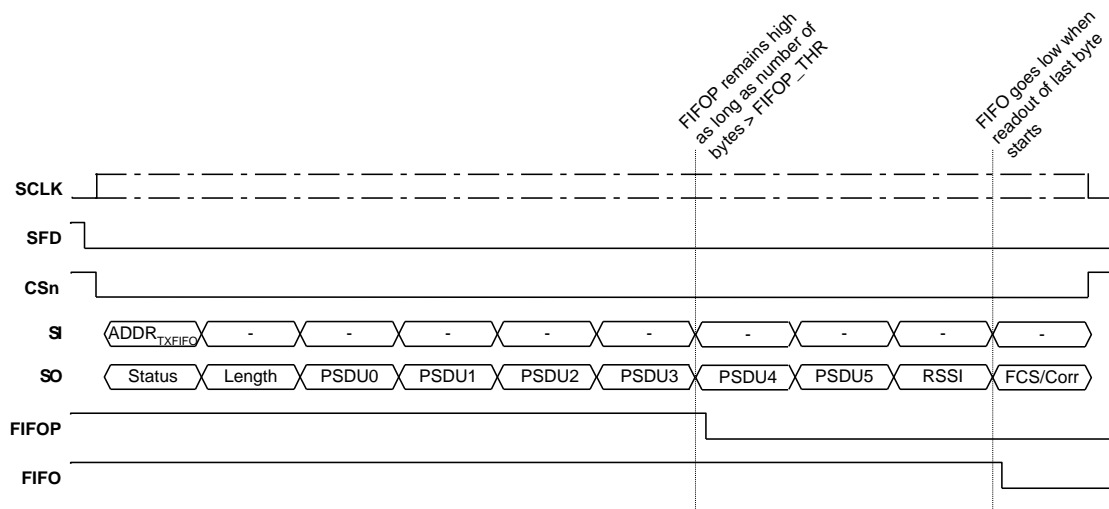 FIFOP remains high
as long as number of
bytes > FIFOP_THR
FIFO goes low when
readout of last byte
starts
SCLK
SFD
CSn
SI ADDRTXFIFO - - - - - - - - -
SO Status Length PSDU0 PSDU1 PSDU2 PSDU3 PSDU4 PSDU5 RSSI FCS/Corr
FIFOP
FIFO